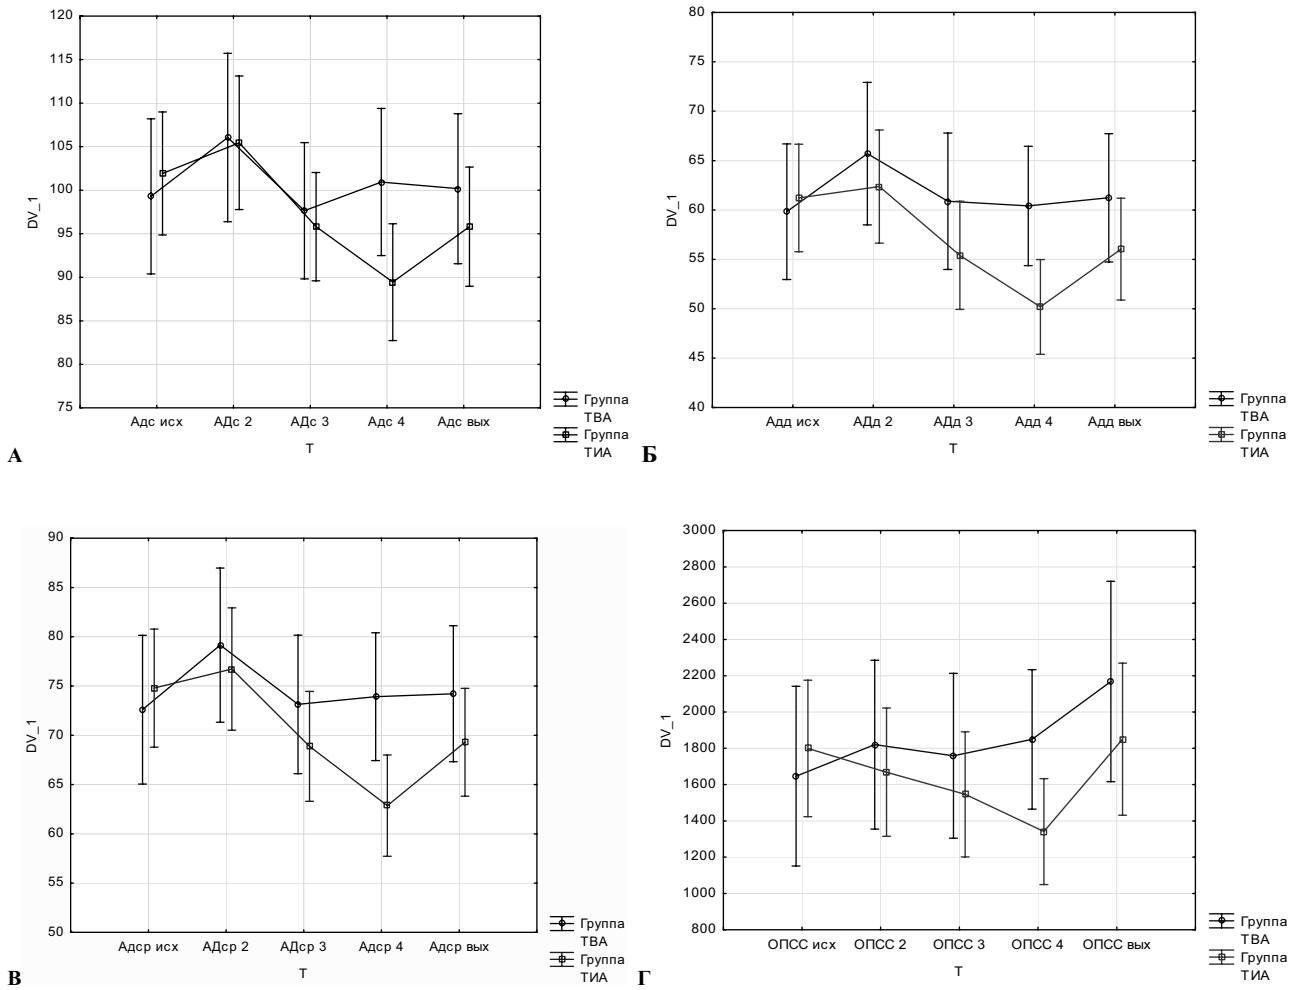 120
115
110
105
100
95
90
85
80
75
DV_1
Адс исх АДс 2 АДс 3 Адс 4 Адс вых
T
Группа
ТВА
Группа
ТИА
А
80
75
70
65
60
55
50
45
40
DV_1
Адд исх АДд 2 АДд 3 Адд 4 Адд вых
T
Группа
ТВА
Группа
ТИА
Б
90
85
80
75
70
65
60
55
50
DV_1
Адср исх АДср 2 АДср 3 Адср 4 Адср вых
T
Группа
ТВА
Группа
ТИА
В
3000
2800
2600
2400
2200
2000
1800
1600
1400
1200
1000
800
DV_1
ОПСС исх ОПСС 2 ОПСС 3 ОПСС 4 ОПСС вых
T
Группа
ТВА
Группа
ТИА
Г